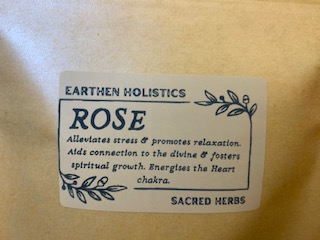 EARTHEN HOLISTICS
ROSE
Alleviates stress & promotes relaxation.
Aids connection to the divine & fosters
spiritual growth. Energises the Heart
chakra.
SACRED HERBS